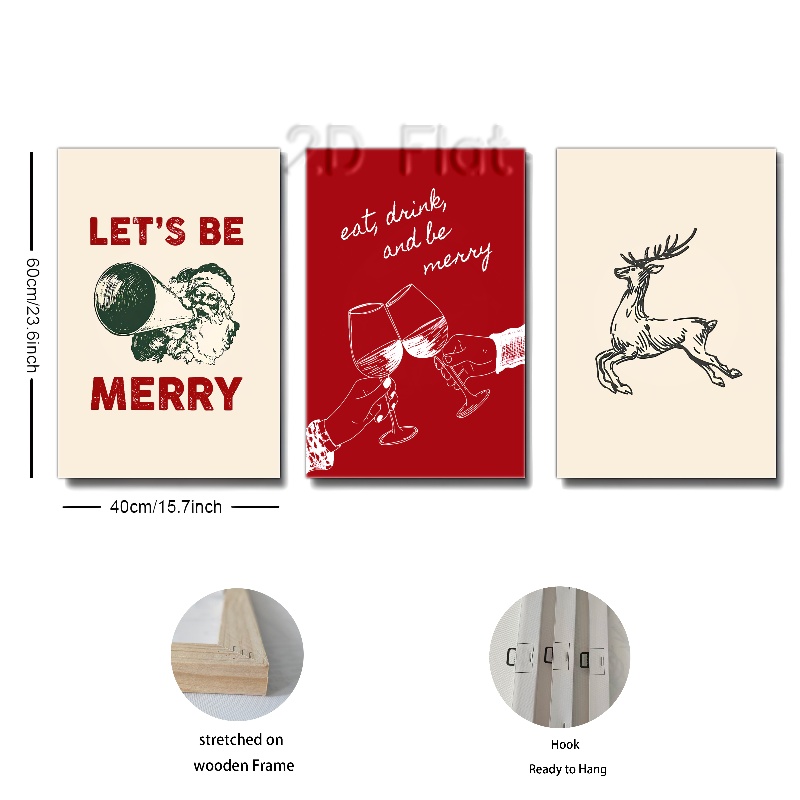 2D Flat
LET'S BE
MERRY
eat, drink,
and be
merry
60cm/23.6inch
40cm/15.7inch
stretched on
wooden Frame
Hook
Ready to Hang